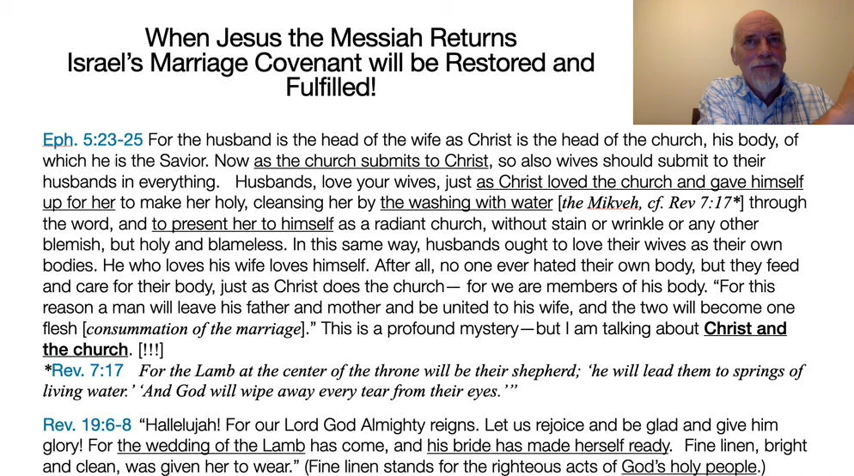 When Jesus the Messiah Returns
Israel's Marriage Covenant will be Restored and
Fulfilled!
Eph. 5:23-25 For the husband is the head of the wife as Christ is the head of the church, his body, of
which he is the Savior. Now as the church submits to Christ, so also wives should submit to their
husbands in everything. Husbands, love your wives, just as Christ loved the church and gave himself
up for her to make her holy, cleansing her by the washing with water [the Mikveh, cf. Rev 7:17*] through
the word, and to present her to himself as a radiant church, without stain or wrinkle or any other
blemish, but holy and blameless. In this same way, husbands ought to love their wives as their own
bodies. He who loves his wife loves himself. After all, no one ever hated their own body, but they feed
and care for their body, just as Christ does the church— for we are members of his body. “For this
reason a man will leave his father and mother and be united to his wife, and the two will become one
flesh [consummation of the marriage].” This is a profound mystery—but I am talking about Christ and
the church. [!!!]
*Rev. 7:17 For the Lamb at the center of the throne will be their shepherd; ‘he will lead them to springs of
living water.’ ‘And God will wipe away every tear from their eyes.’”
Rev. 19:6-8 “Hallelujah! For our Lord God Almighty reigns. Let us rejoice and be glad and give him
glory! For the wedding of the Lamb has come, and his bride has made herself ready. Fine linen, bright
and clean, was given her to wear.” (Fine linen stands for the righteous acts of God's holy people.)